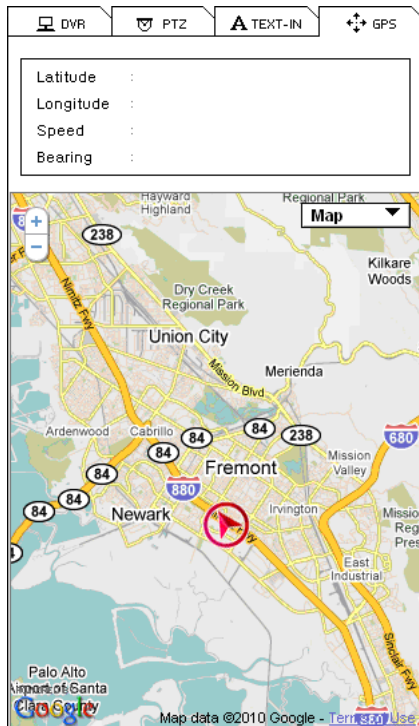 DVR
PTZ
TEXT-IN
GPS
Latitude :
Longitude :
Speed :
Bearing :
Hayward
Highland
Regional Park
Map
+
−
238
Kilkare
Woods
Nimitz Fwy
Dry Creek
Regional Park
Union City
Mission Blvd
Merienda
Ardenwood
Cabrillo
84
84
84
238
680
84
Fremont
Mission
Valley
84
84
880
Newark
Irvington
Fwy
East
Industrial
Sinclair Fwy
Palo Alto
Airport of Santa
Clara County
Google
Map data ©2010 Google -